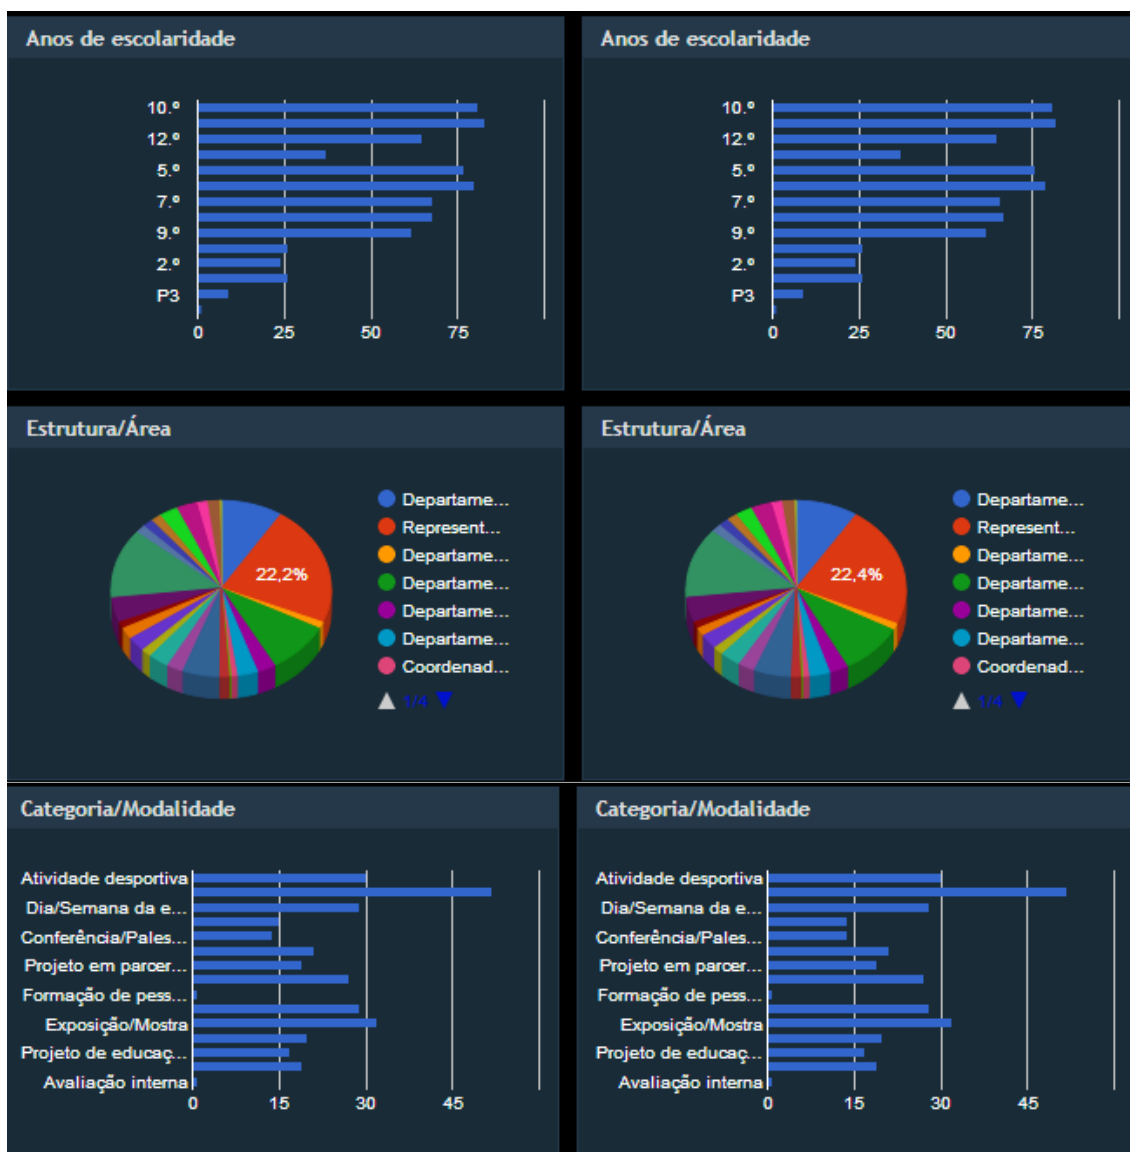 Anos de escolaridade
10.º
12.º
5.º
7.º
9.º
2.º
P3
0 25 50 75
Anos de escolaridade
10.º
12.º
5.º
7.º
9.º
2.º
P3
0 25 50 75
Estrutura/Área
22,2%
Departame...
Represent...
Departame...
Departame...
Departame...
Departame...
Coordenad...
1/4
Estrutura/Área
22,4%
Departame...
Represent...
Departame...
Departame...
Departame...
Departame...
Coordenad...
1/4
Categoria/Modalidade
Atividade desportiva
Dia/Semana da e...
Conferência/Pales...
Projeto em parcer...
Formação de pess...
Exposição/Mostra
Projeto de educaç...
Avaliação interna
0 15 30 45
Categoria/Modalidade
Atividade desportiva
Dia/Semana da e...
Conferência/Pales...
Projeto em parcer...
Formação de pess...
Exposição/Mostra
Projeto de educaç...
Avaliação interna
0 15 30 45